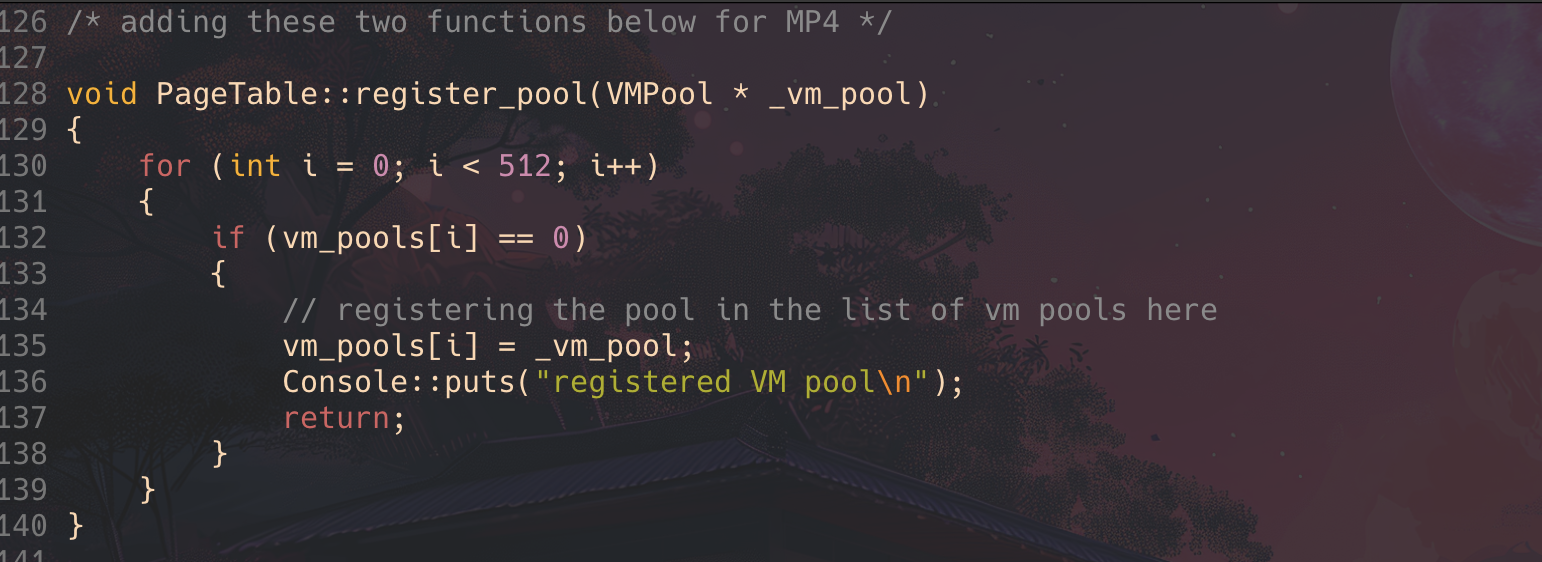 126 /* adding these two functions below for MP4 */
127
128 void PageTable::register_pool(VMPool * _vm_pool)
129 {
130     for (int i = 0; i < 512; i++)
131     {
132         if (vm_pools[i] == 0)
133         {
134             // registering the pool in the list of vm pools here
135             vm_pools[i] = _vm_pool;
136             Console::puts("registered VM pool\n");
137             return;
138         }
139     }
140 }
141